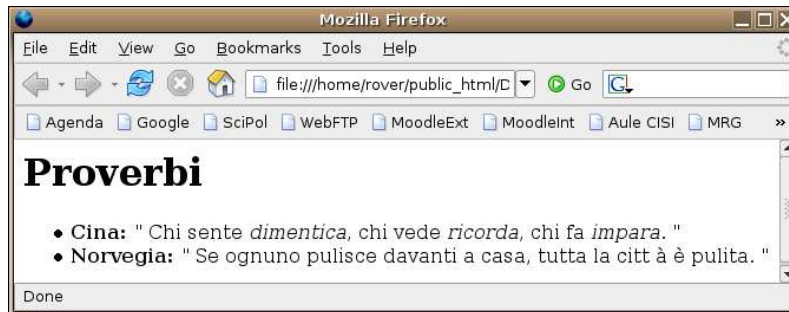 Mozilla Firefox
File Edit View Go Bookmarks Tools Help
file:///home/rover/public_html/D Go G
Agenda Google SciPol WebFTP MoodleExt MoodleInt Aule CISI MRG »
Proverbi
• Cina: " Chi sente dimentica, chi vede ricorda, chi fa impara. "
• Norvegia: " Se ognuno pulisce davanti a casa, tutta la citt à è pulita. "
Done